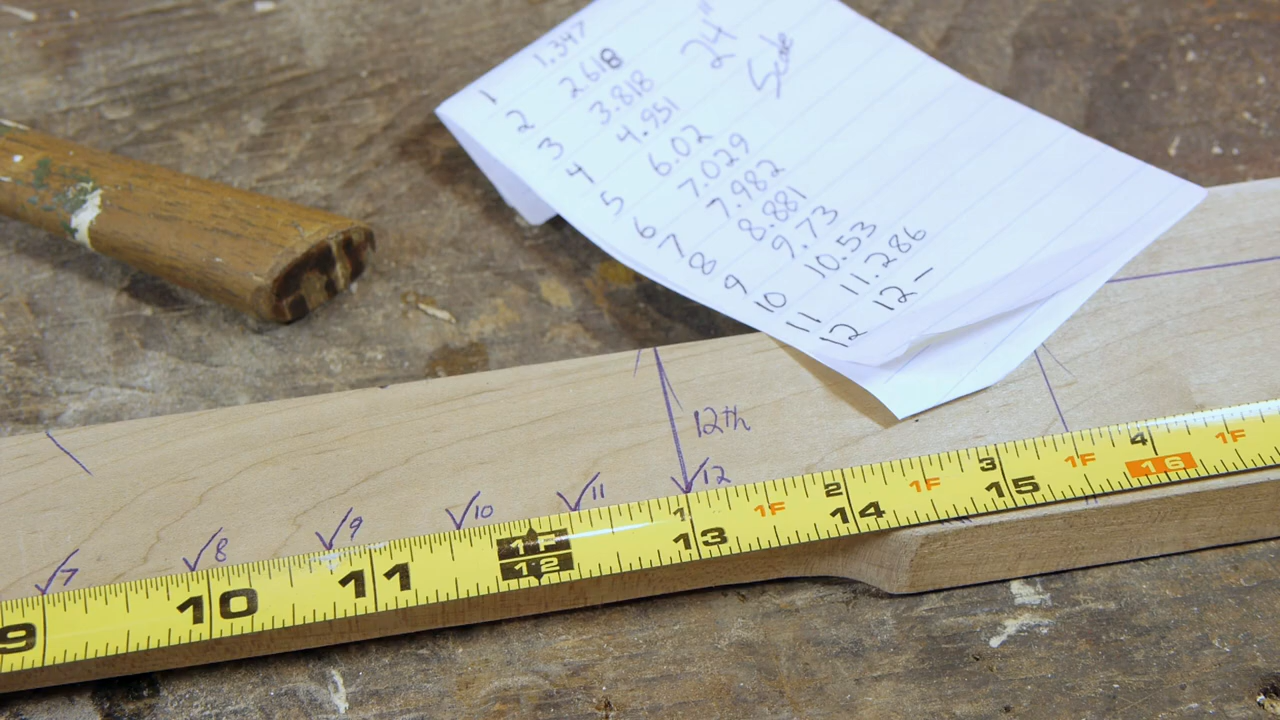 1 1.347
2 2.618
3 3.818
4 4.951
5 6.02
6 7.029
7 7.982
8 8.881
9 9.73
10 10.53
11 11.286
12 12-
24"
Scale
12th
√7 √8 √9 √10 √11 √12
1 2 3 4
1F 1F 1F 1F 1F
9 10 11 12 13 14 15 16